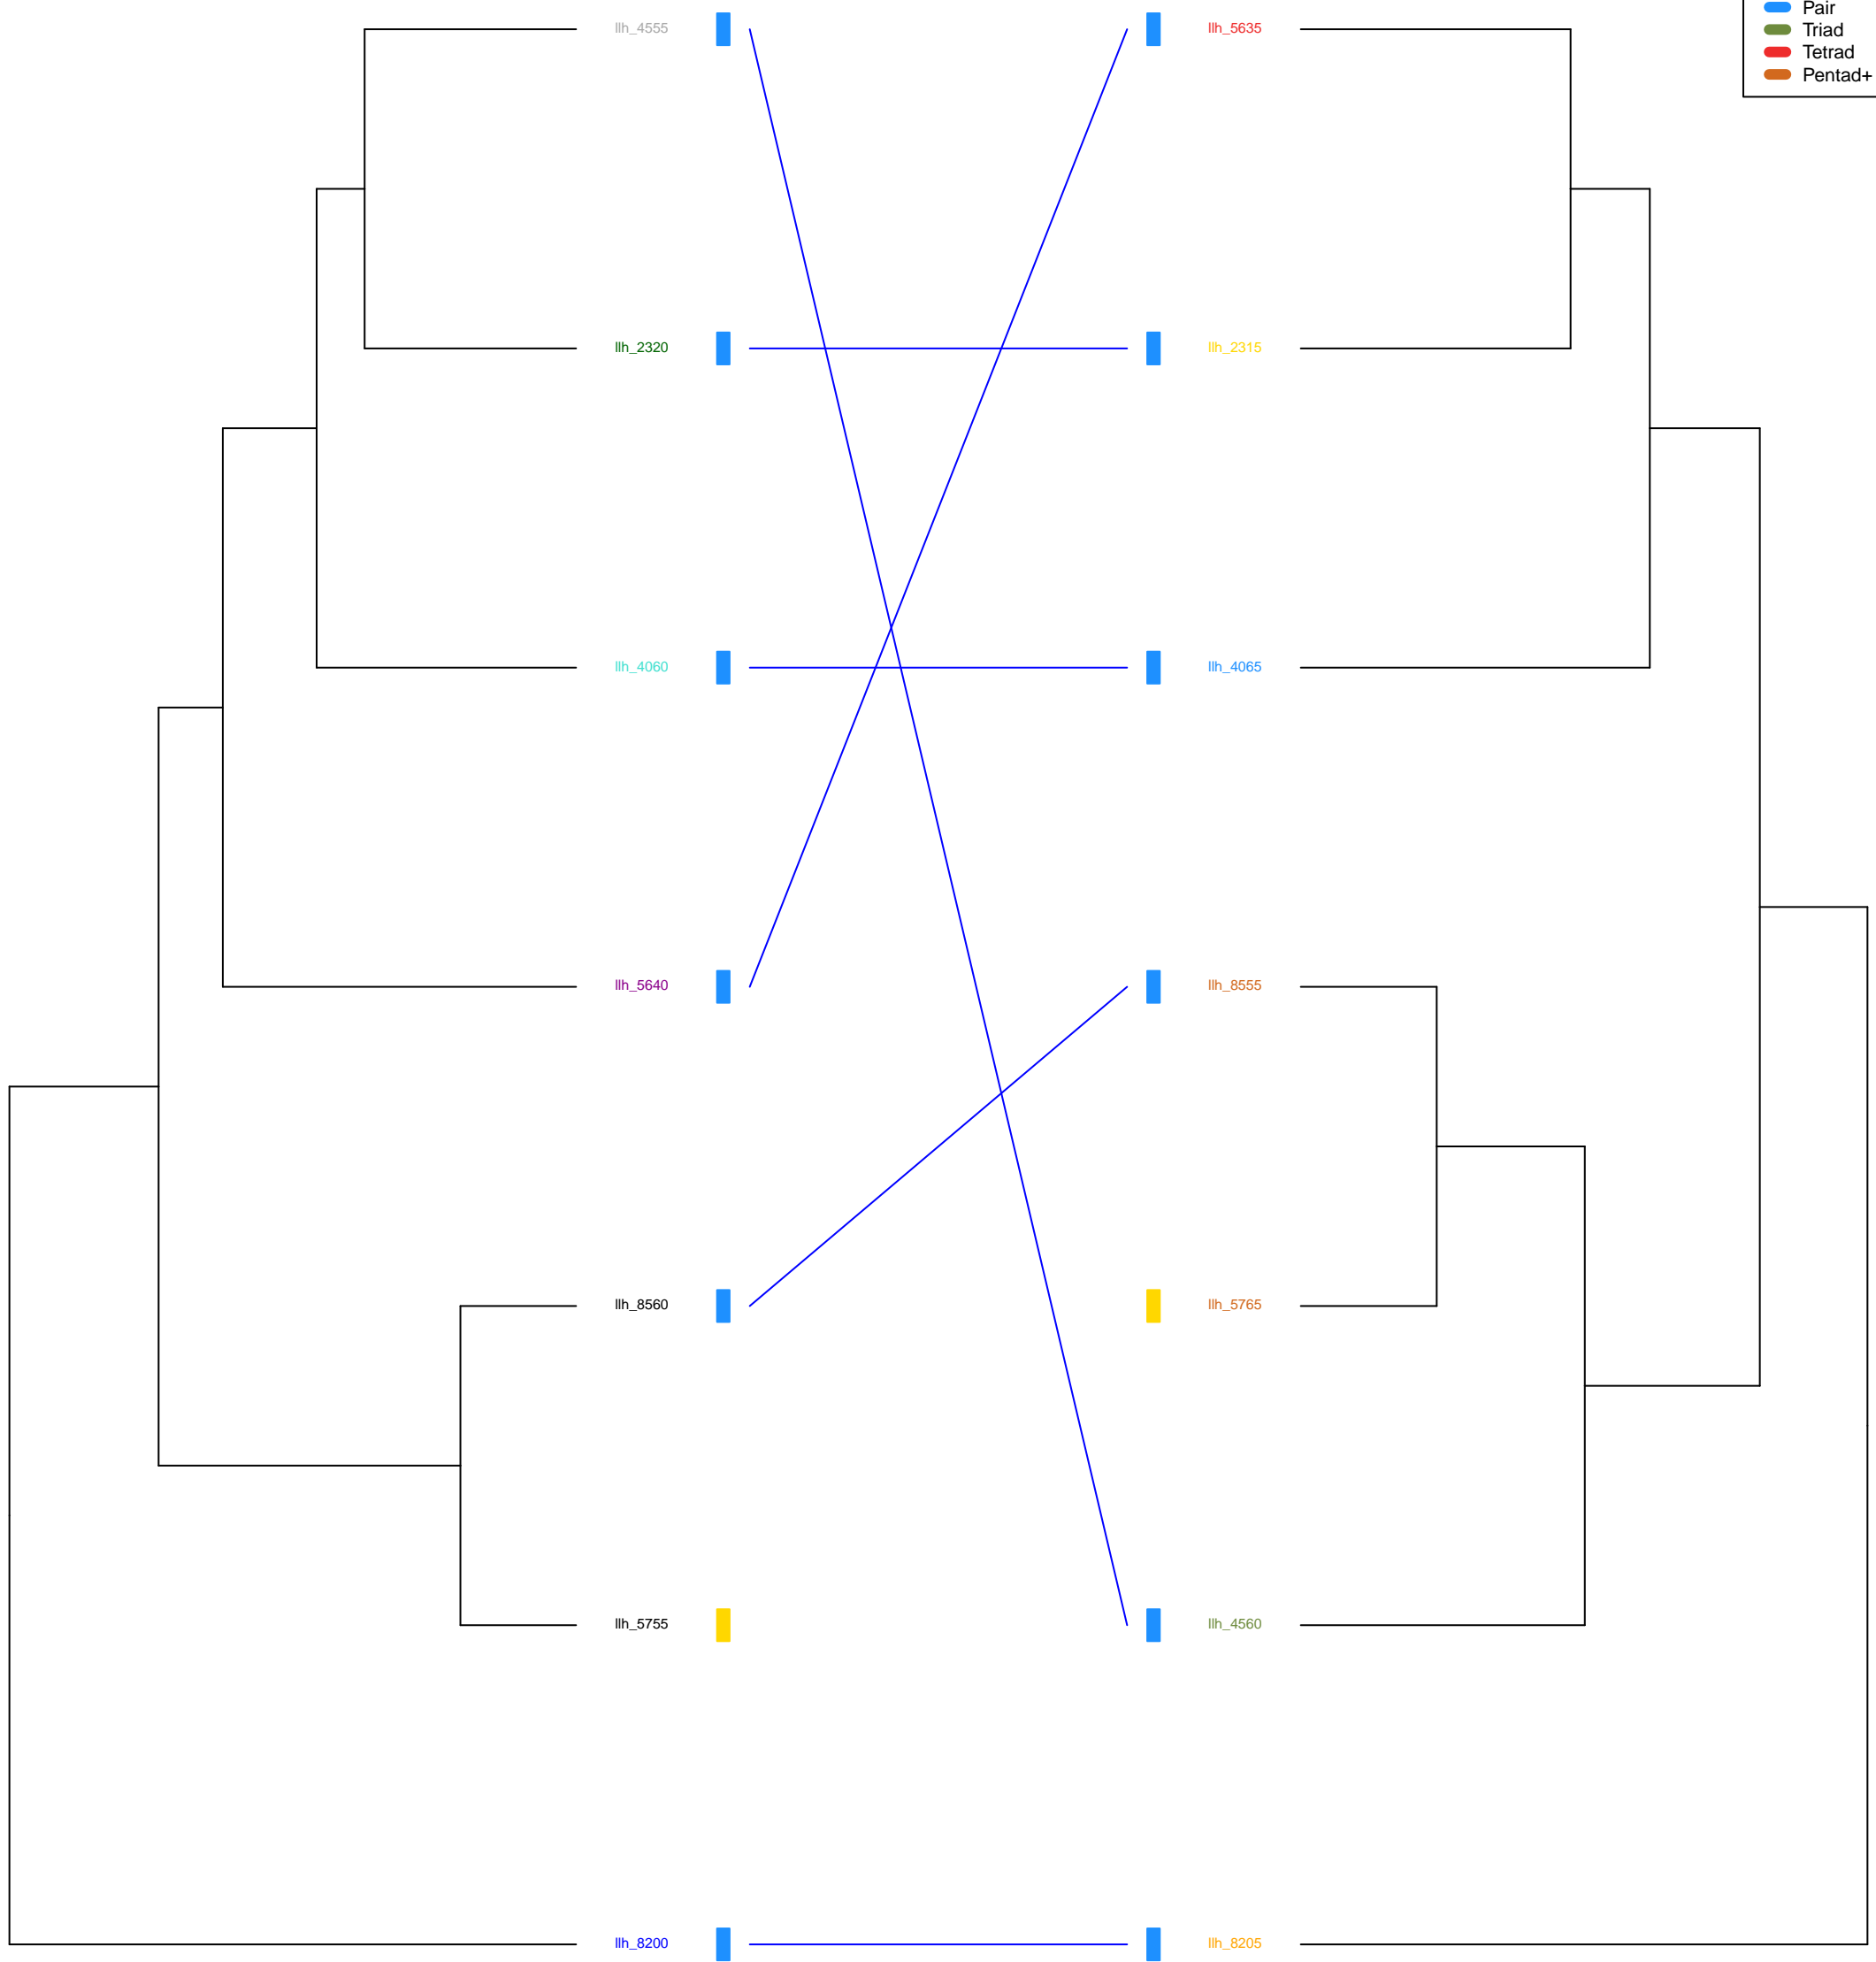 Pair
Triad
Tetrad
Pentad+
llh_4555 llh_5635
llh_2320 llh_2315
llh_4060 llh_4065
llh_5640 llh_8555
llh_8560 llh_5765
llh_5755 llh_4560
llh_8200 llh_8205